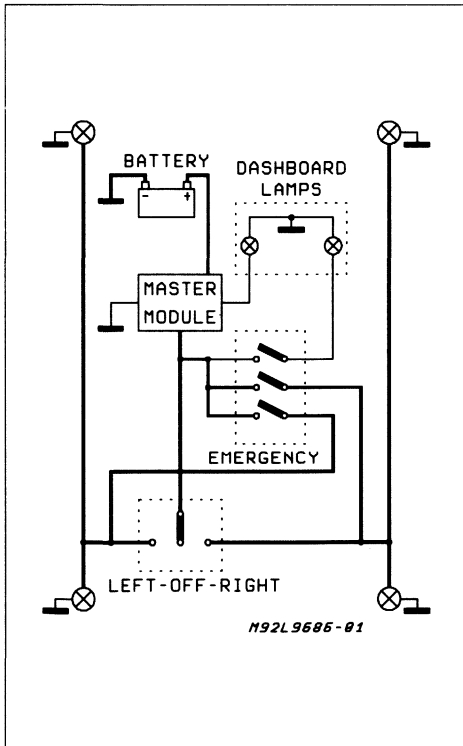 BATTERY
DASHBOARD
LAMPS
- +
MASTER
MODULE
EMERGENCY
LEFT-OFF-RIGHT
M92L9686-01